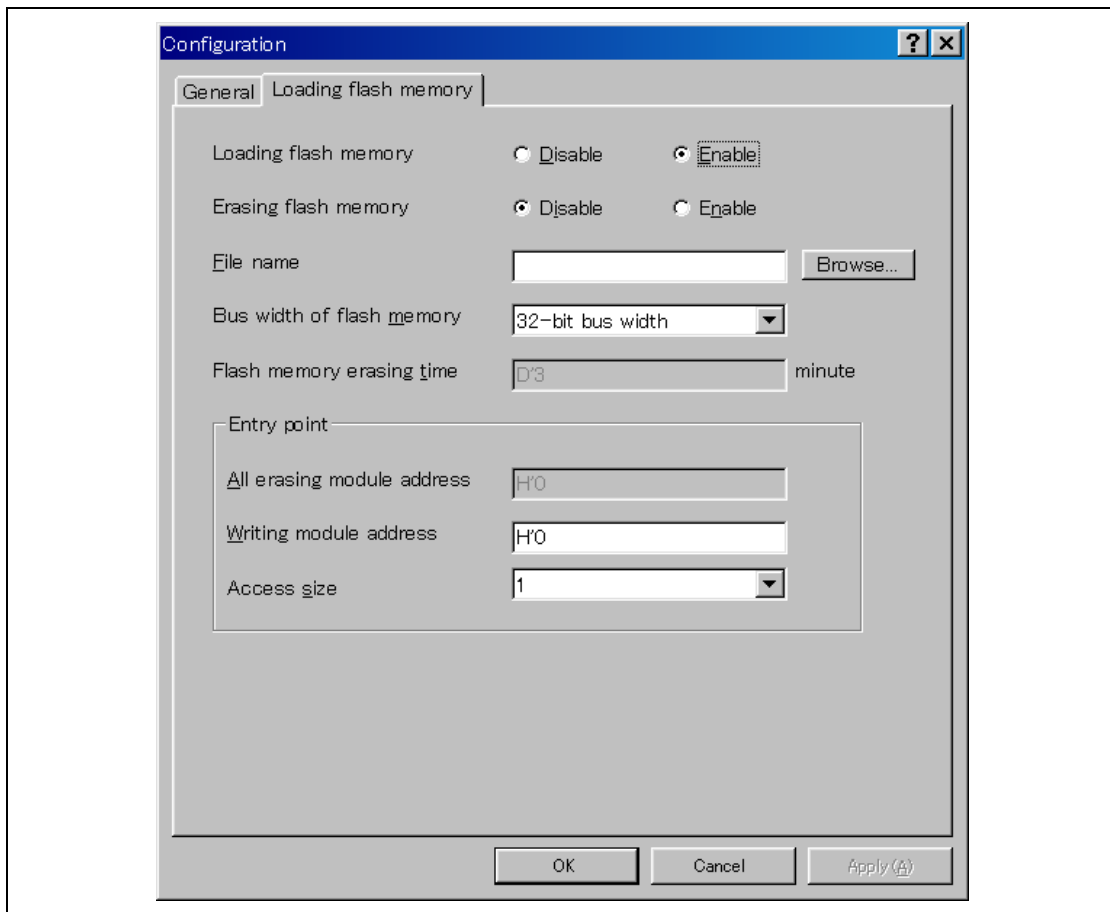 Configuration
General Loading flash memory
Loading flash memory Disable Enable
Erasing flash memory Disable Enable
File name Browse...
Bus width of flash memory 32-bit bus width
Flash memory erasing time D'3 minute
Entry point
All erasing module address H'0
Writing module address H'0
Access size 1
OK Cancel Apply(A)